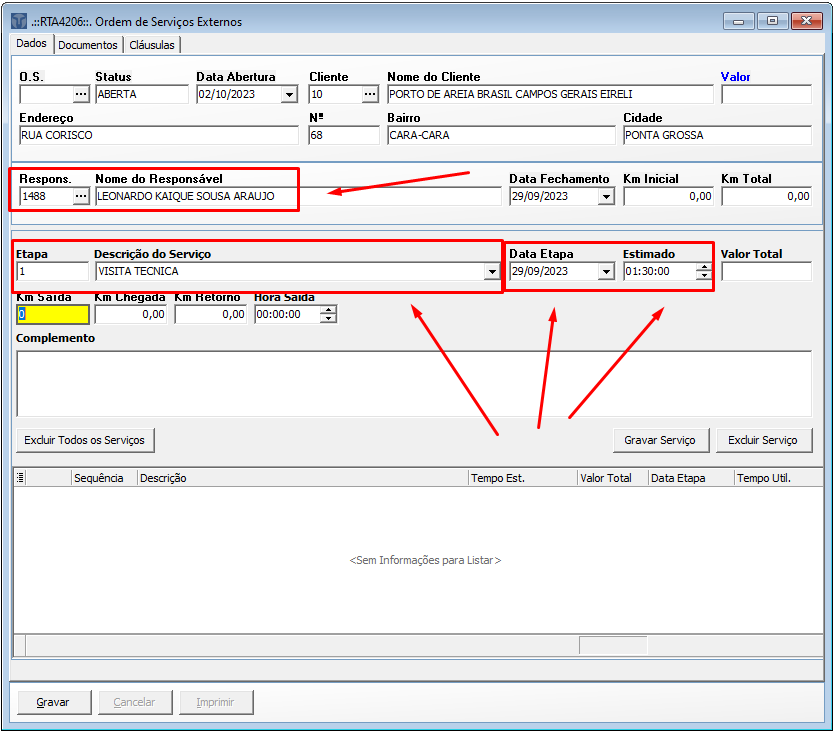 .::RTA4206::. Ordem de Serviços Externos
Dados Documentos Cláusulas
O.S. Status Data Abertura Cliente Nome do Cliente Valor
... ABERTA 02/10/2023 10 ... PORTO DE AREIA BRASIL CAMPOS GERAIS EIRELI
Endereço Nº Bairro Cidade
RUA CORISCO 68 CARA-CARA PONTA GROSSA
Respons. Nome do Responsável Data Fechamento Km Inicial Km Total
1488 ... LEONARDO KAIQUE SOUSA ARAUJO 29/09/2023 0,00 0,00
Etapa Descrição do Serviço Data Etapa Estimado Valor Total
1 VISITA TECNICA 29/09/2023 01:30:00
Km Saída Km Chegada Km Retorno Hora Saída
0 0,00 0,00 00:00:00
Complemento
Excluir Todos os Serviços Gravar Serviço Excluir Serviço
Sequência Descrição Tempo Est. Valor Total Data Etapa Tempo Util.
<Sem Informações para Listar>
Gravar Cancelar Imprimir